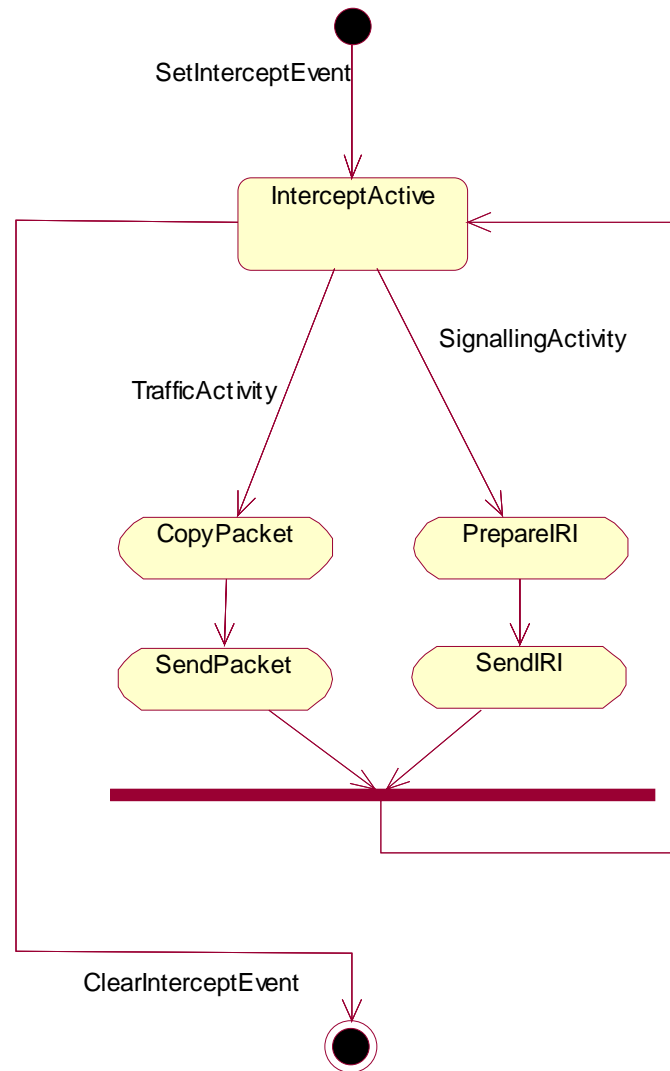 SetInterceptEvent
InterceptActive
SignallingActivity
TrafficActivity
CopyPacket
PrepareIRI
SendPacket
SendIRI
ClearInterceptEvent